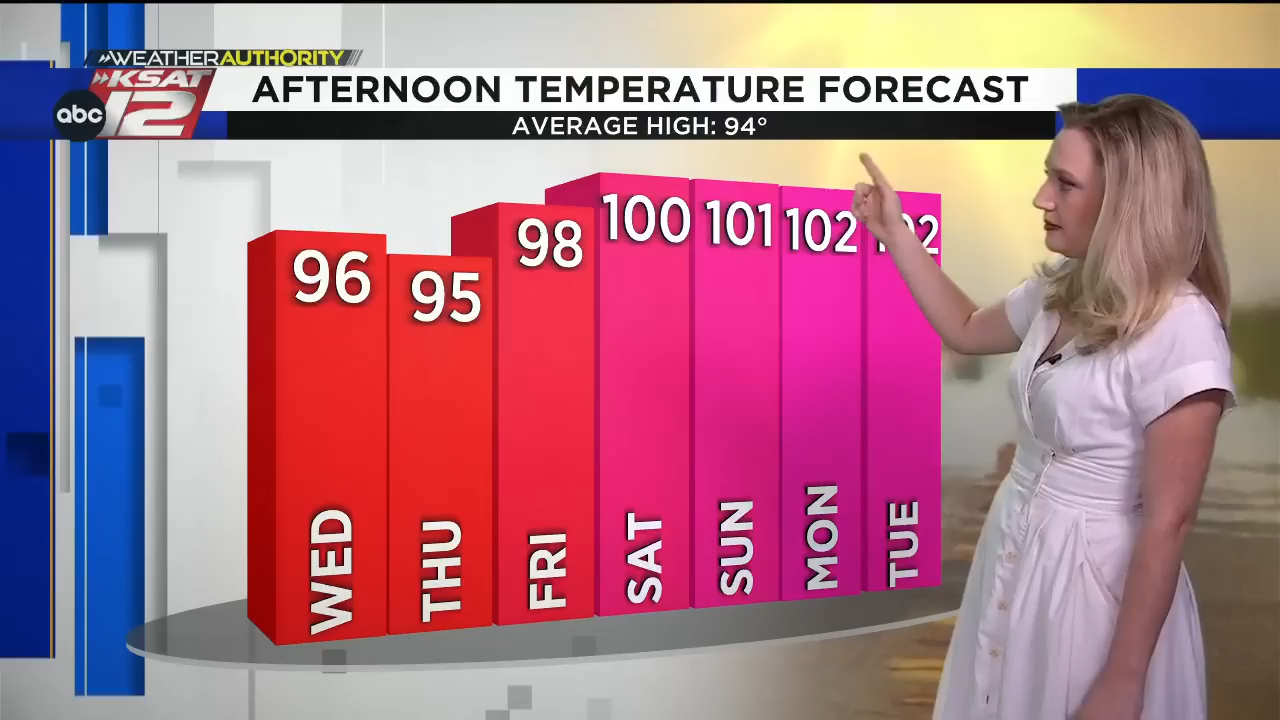 WEATHERAUTHORITY
KSAT
abc 12
AFTERNOON TEMPERATURE FORECAST
AVERAGE HIGH: 94°
96
95
98
100
101
102
WED
THU
FRI
SAT
SUN
MON
TUE